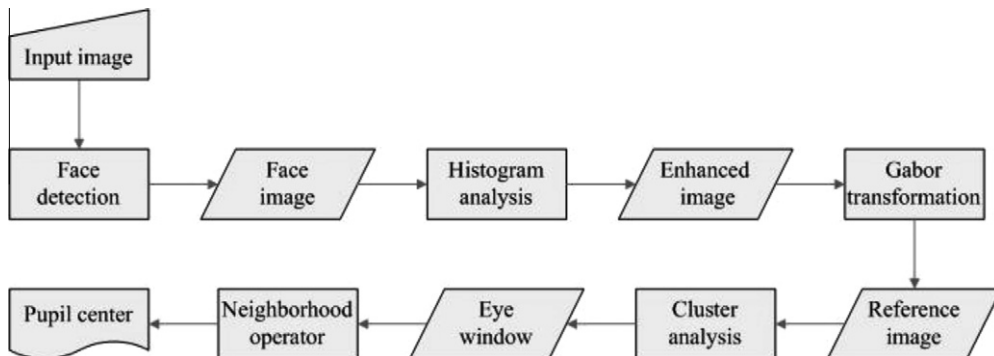 Input image
Face
detection
Face
image
Histogram
analysis
Enhanced
image
Gabor
transformation
Reference
image
Cluster
analysis
Eye
window
Neighborhood
operator
Pupil center